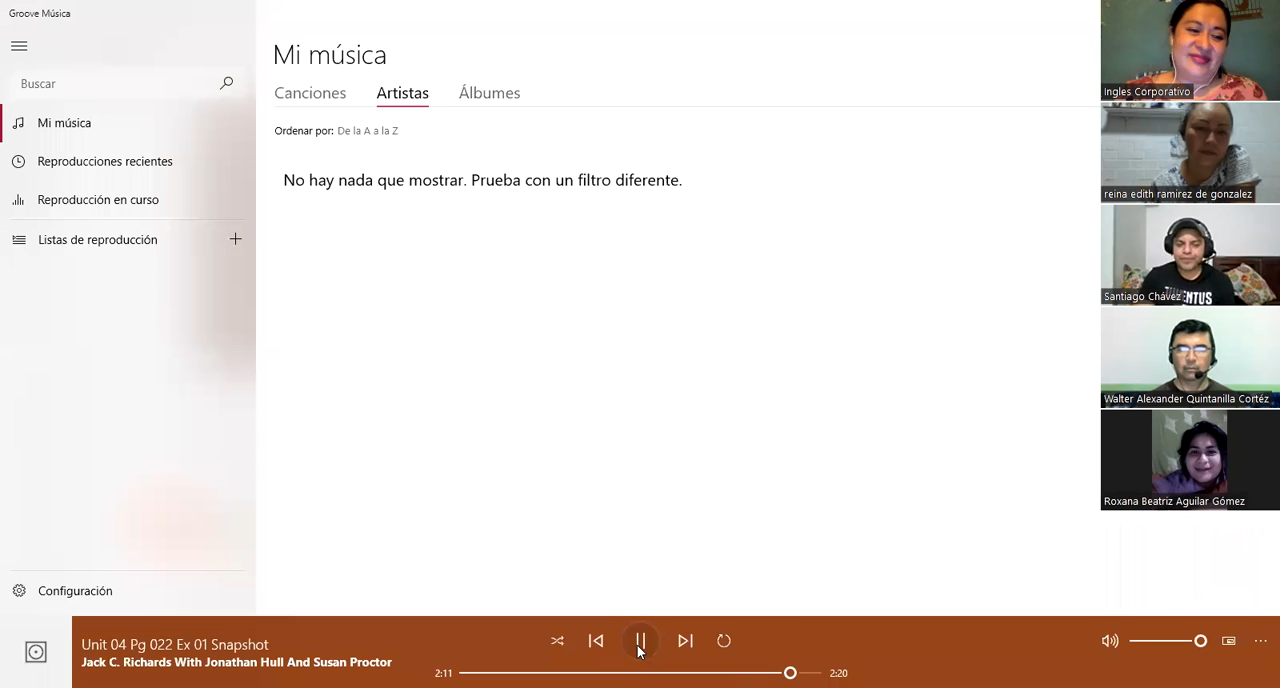 Groove Música
Buscar
Mi música
Reproducciones recientes
Reproducción en curso
Listas de reproducción
Configuración
Mi música
Canciones Artistas Álbumes
Ordenar por: De la A a la Z
No hay nada que mostrar. Prueba con un filtro diferente.
Ingles Corporativo
reina edith ramirez de gonzalez
Santiago Chávez
Walter Alexander Quintanilla Cortéz
Roxana Beatriz Aguilar Gómez
Unit 04 Pg 022 Ex 01 Snapshot
Jack C. Richards With Jonathan Hull And Susan Proctor
2:11
2:20